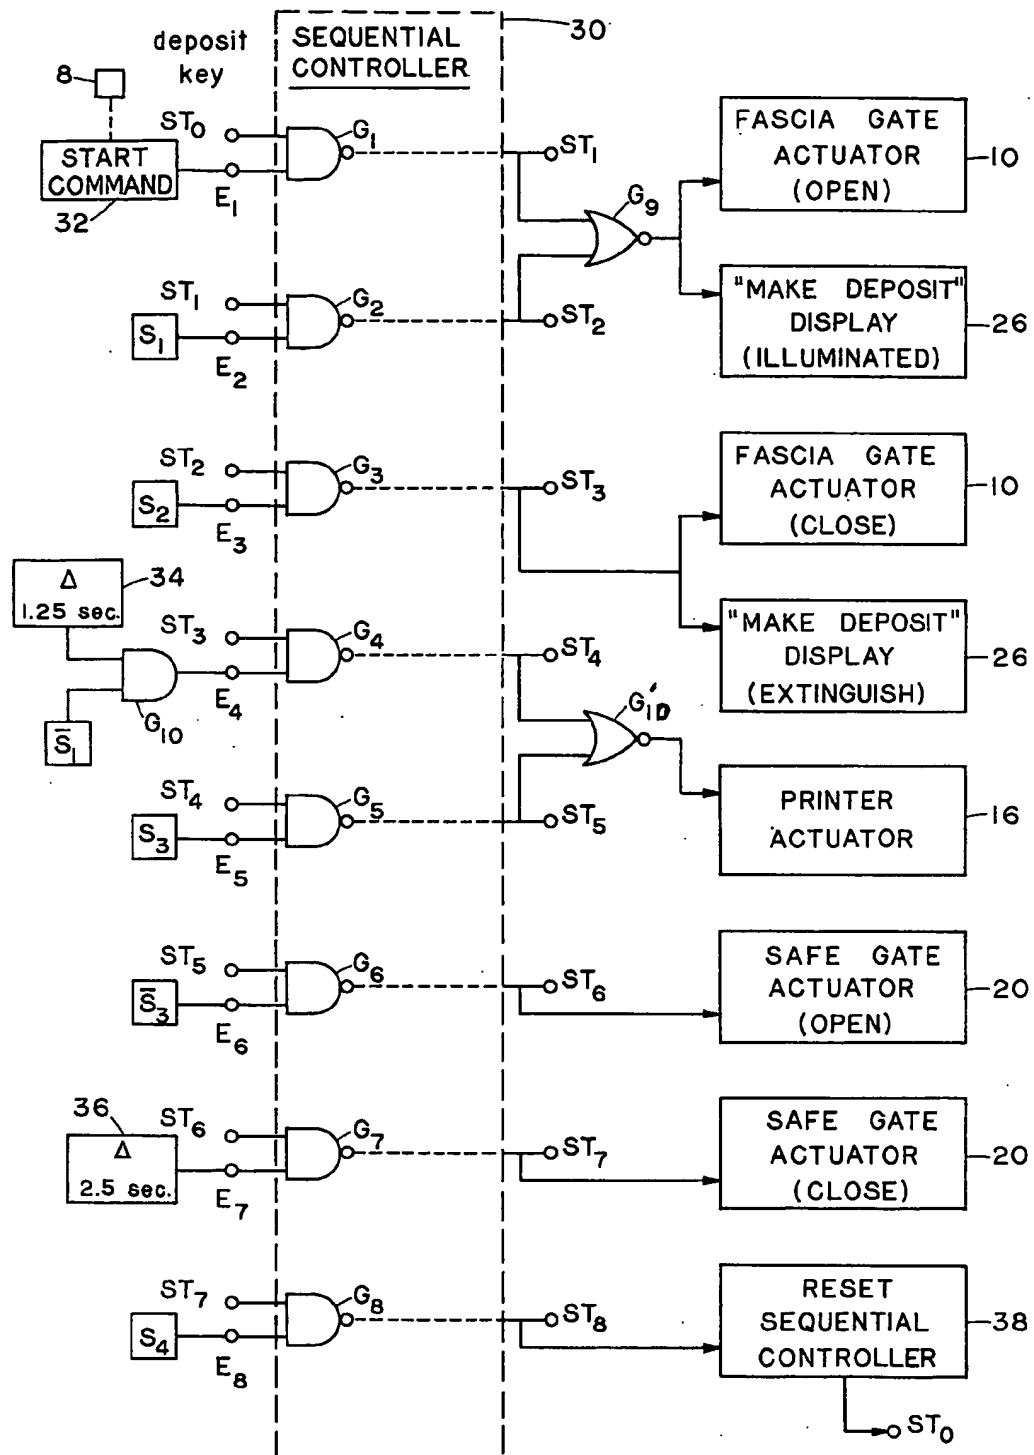 deposit
key
SEQUENTIAL
CONTROLLER
30
8
START
COMMAND
32
ST0
E1
G1
ST1
G9
FASCIA GATE
ACTUATOR
(OPEN)
10
ST1
S1
E2
G2
ST2
"MAKE DEPOSIT"
DISPLAY
(ILLUMINATED)
26
ST2
S2
E3
G3
ST3
FASCIA GATE
ACTUATOR
(CLOSE)
10
Δ
1.25 sec.
34
S̄1
G10
ST3
E4
G4
ST4
"MAKE DEPOSIT"
DISPLAY
(EXTINGUISH)
26
G'10
ST4
S3
E5
G5
ST5
PRINTER
ACTUATOR
16
ST5
S̄3
E6
G6
ST6
SAFE GATE
ACTUATOR
(OPEN)
20
36
Δ
2.5 sec.
ST6
E7
G7
ST7
SAFE GATE
ACTUATOR
(CLOSE)
20
ST7
S4
E8
G8
ST8
RESET
SEQUENTIAL
CONTROLLER
38
ST0